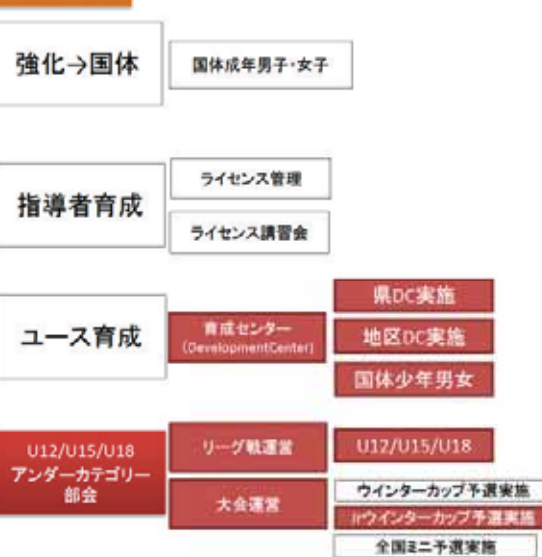 強化→国体
国体成年男子・女子
指導者育成
ライセンス管理
ライセンス講習会
ユース育成
育成センター
(DevelopmentCenter)
県DC実施
地区DC実施
国体少年男女
U12/U15/U18
アンダーカテゴリー
部会
リーグ戦運営
U12/U15/U18
大会運営
ウインターカップ予選実施
Jrウインターカップ予選実施
全国ミニ予選実施